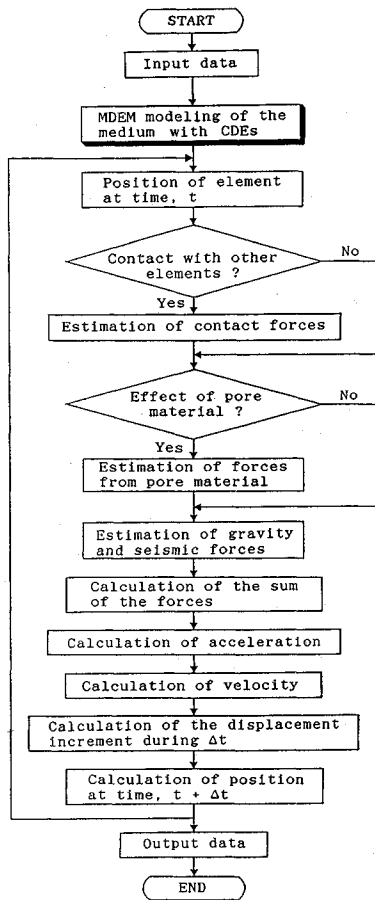 START
Input data
MDEM modeling of the
medium with CDEs
Position of element
at time, t
Contact with other
elements ?
No
Yes
Estimation of contact forces
Effect of pore
material ?
No
Yes
Estimation of forces
from pore material
Estimation of gravity
and seismic forces
Calculation of the sum
of the forces
Calculation of acceleration
Calculation of velocity
Calculation of the displacement
increment during Δt
Calculation of position
at time, t + Δt
Output data
END